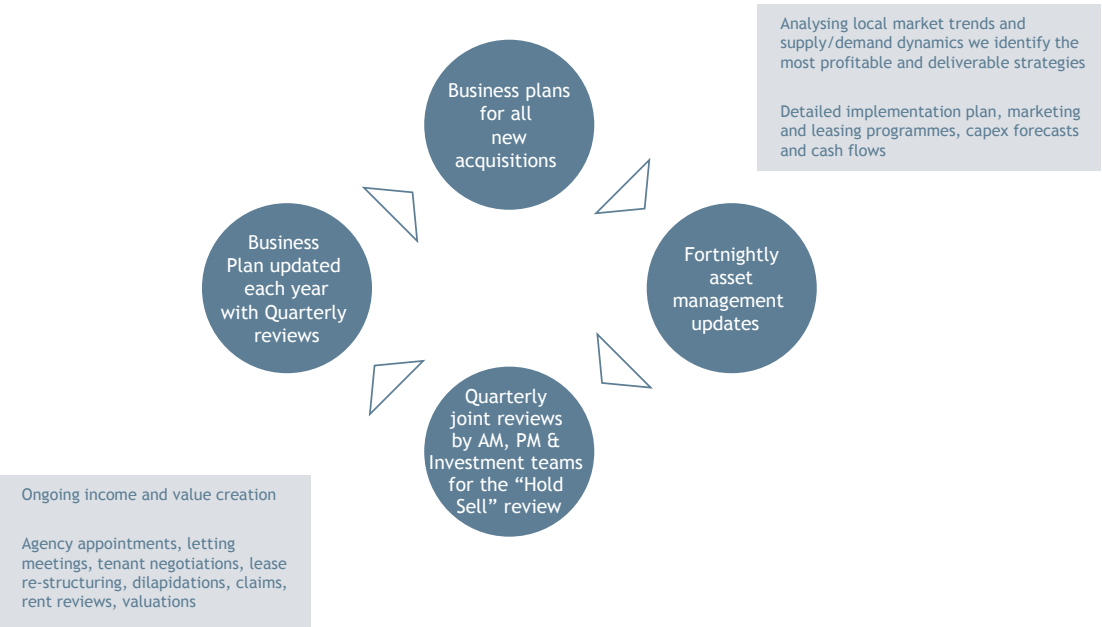 Analysing local market trends and
supply/demand dynamics we identify the
most profitable and deliverable strategies
Detailed implementation plan, marketing
and leasing programmes, capex forecasts
and cash flows
Business plans
for all
new
acquisitions
Business
Plan updated
each year
with Quarterly
reviews
Fortnightly
asset
management
updates
Quarterly
joint reviews
by AM, PM &
Investment teams
for the “Hold
Sell” review
Ongoing income and value creation
Agency appointments, letting
meetings, tenant negotiations, lease
re-structuring, dilapidations, claims,
rent reviews, valuations